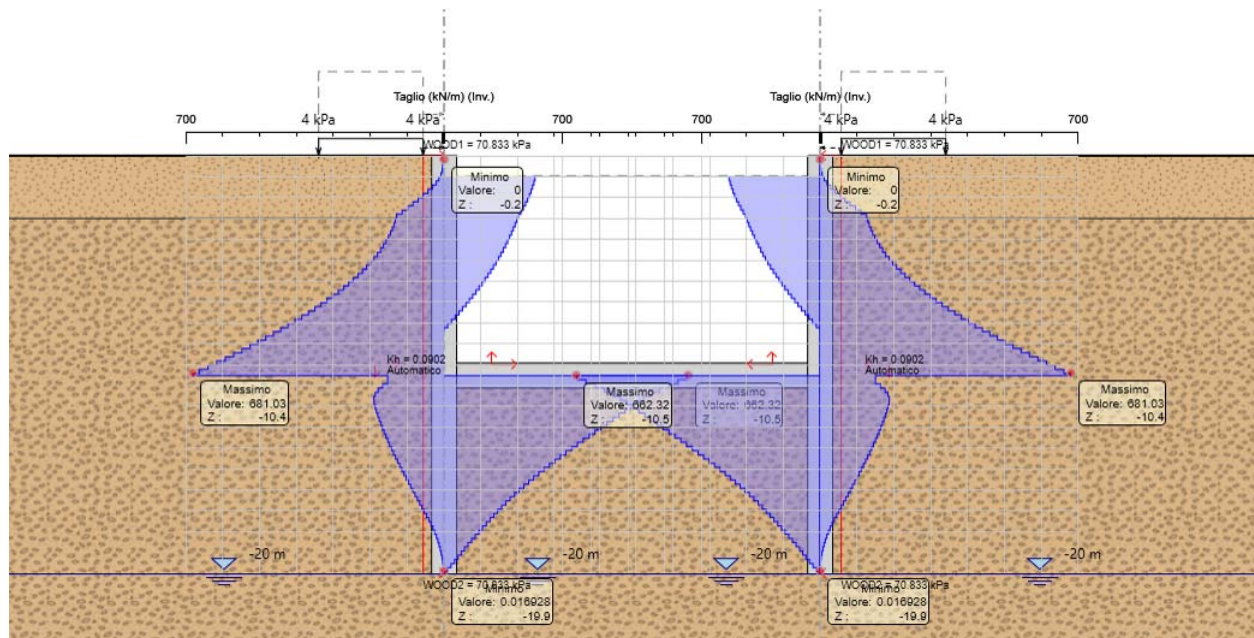 Taglio (kN/m) (Inv.)
Taglio (kN/m) (Inv.)
700
4 kPa
4 kPa
700
700
4 kPa
4 kPa
700
WOOD1 = 70.833 kPa
WOOD1 = 70.833 kPa
Minimo
Valore: 0
Z : -0.2
Minimo
Valore: 0
Z : -0.2
Kh = 0.0902
Automatico
Kh = 0.0902
Automatico
Massimo
Valore: 681.03
Z : -10.4
Massimo
Valore: 662.32
Z : -10.5
Massimo
Valore: 662.32
Z : -10.5
Massimo
Valore: 681.03
Z : -10.4
-20 m
-20 m
-20 m
-20 m
WOOD2 = 70.833 kPa
WOOD2 = 70.833 kPa
Minimo
Valore: 0.016928
Z : -19.9
Minimo
Valore: 0.016928
Z : -19.9